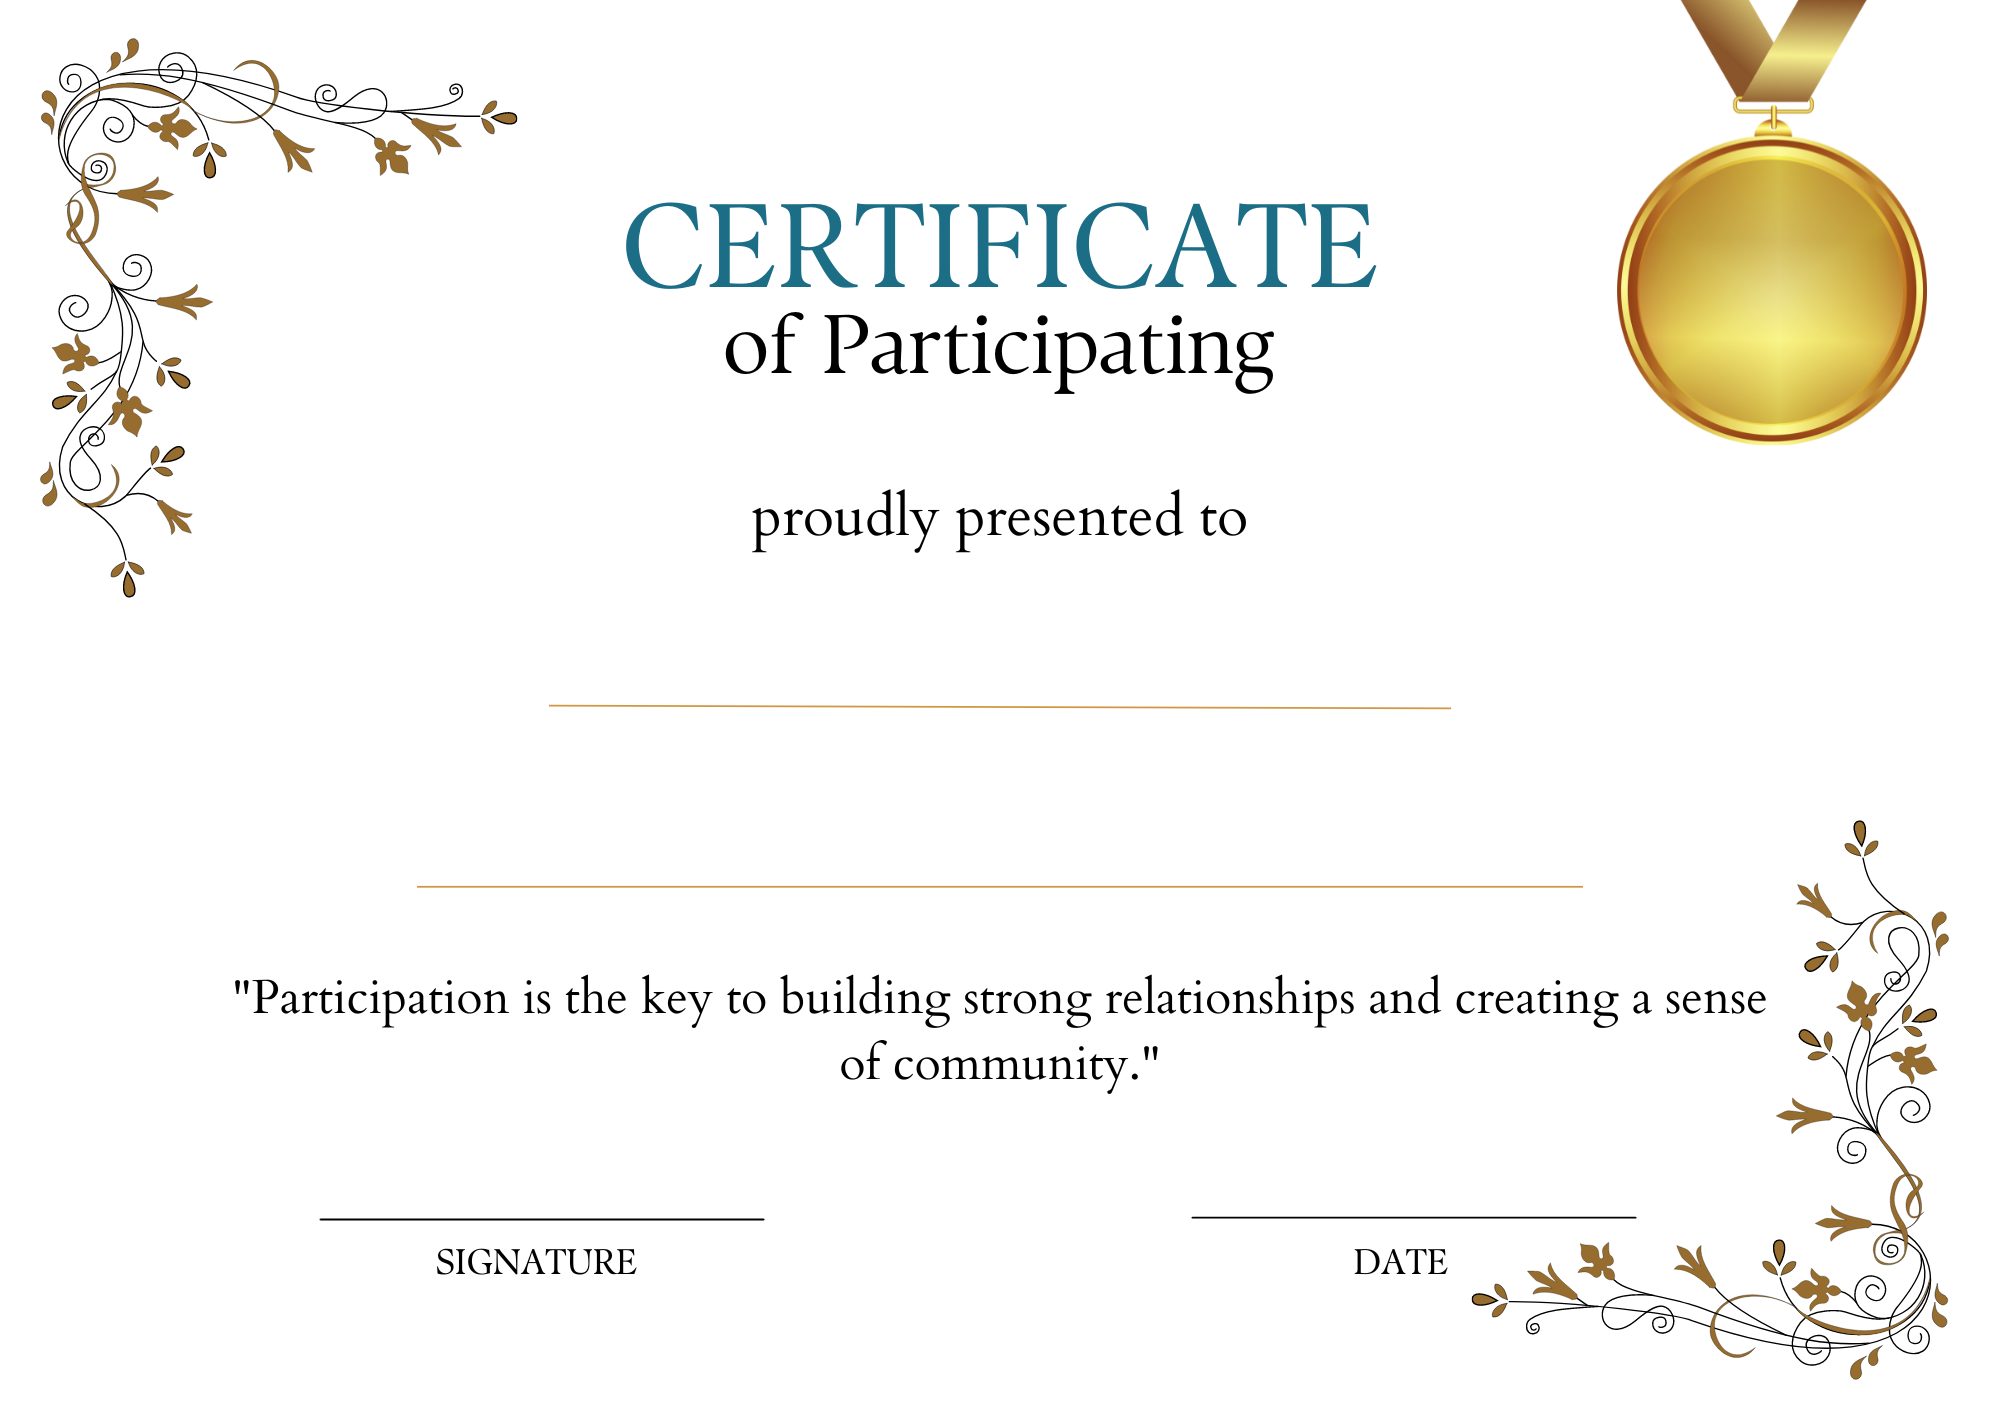 CERTIFICATE
of Participating
proudly presented to
"Participation is the key to building strong relationships and creating a sense
of community."
SIGNATURE
DATE